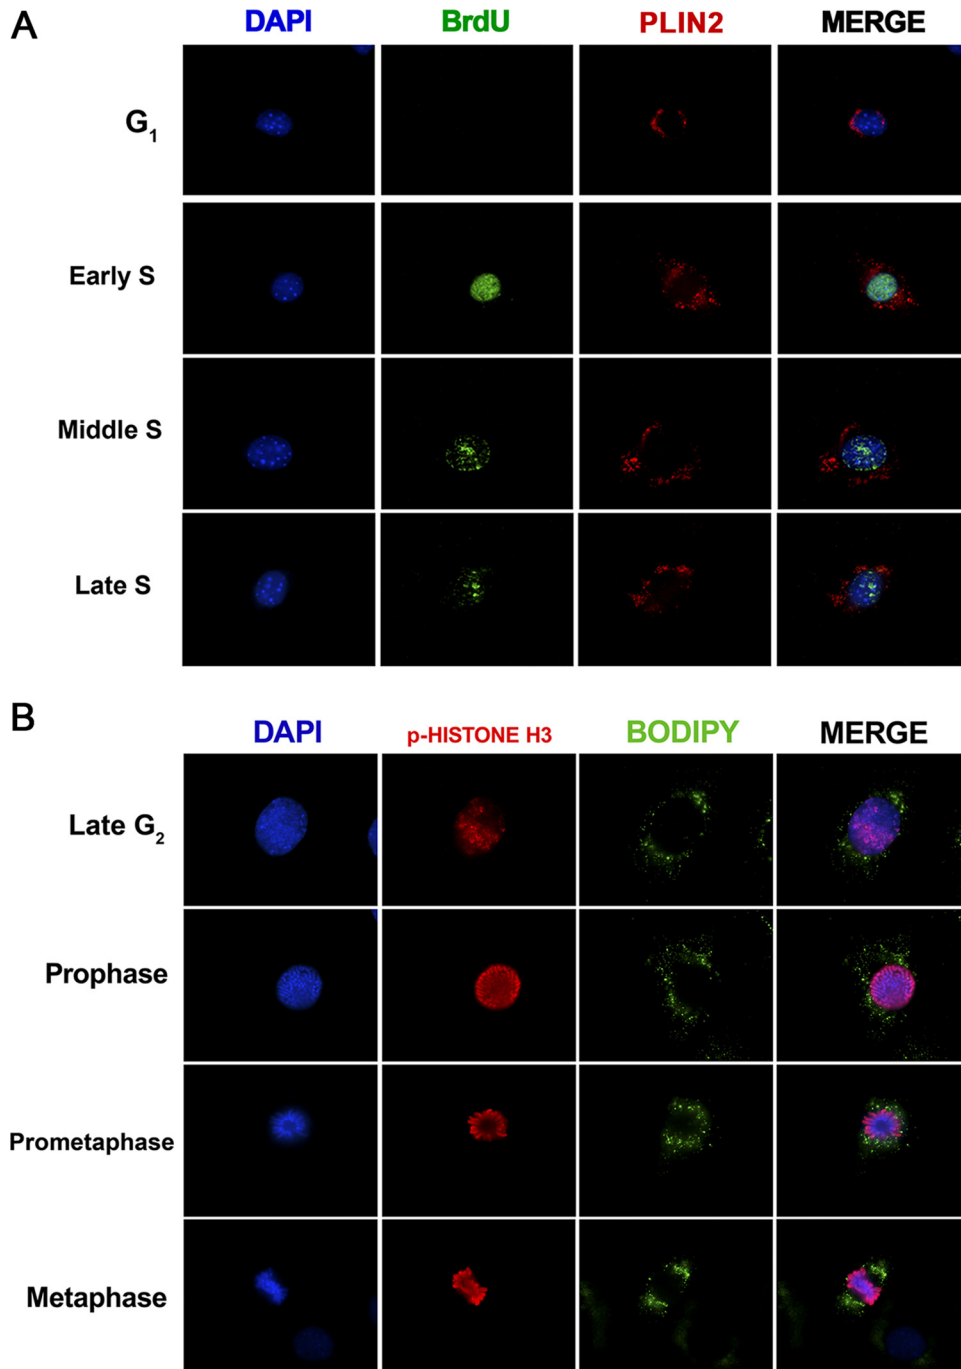 A
DAPI BrdU PLIN2 MERGE
G₁
Early S
Middle S
Late S
B
DAPI p-HISTONE H3 BODIPY MERGE
Late G₂
Prophase
Prometaphase
Metaphase